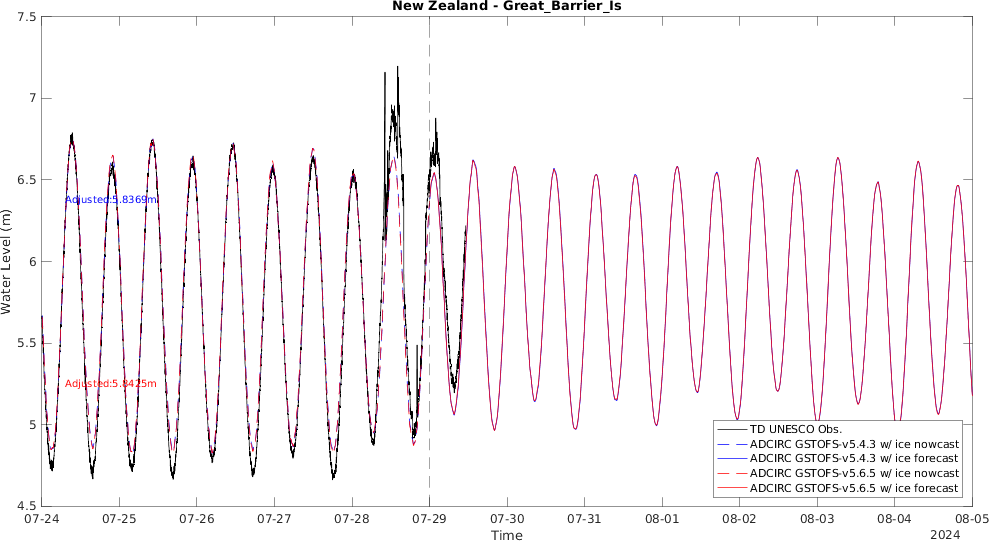 New Zealand - Great_Barrier_Is
7.5
7
6.5
6
5.5
5
4.5
Water Level (m)
Adjusted:5.8369m
Adjusted:5.8425m
TD UNESCO Obs.
ADCIRC GSTOFS-v5.4.3 w/ ice nowcast
ADCIRC GSTOFS-v5.4.3 w/ ice forecast
ADCIRC GSTOFS-v5.6.5 w/ ice nowcast
ADCIRC GSTOFS-v5.6.5 w/ ice forecast
07-24 07-25 07-26 07-27 07-28 07-29 07-30 07-31 08-01 08-02 08-03 08-04 08-05
Time
2024